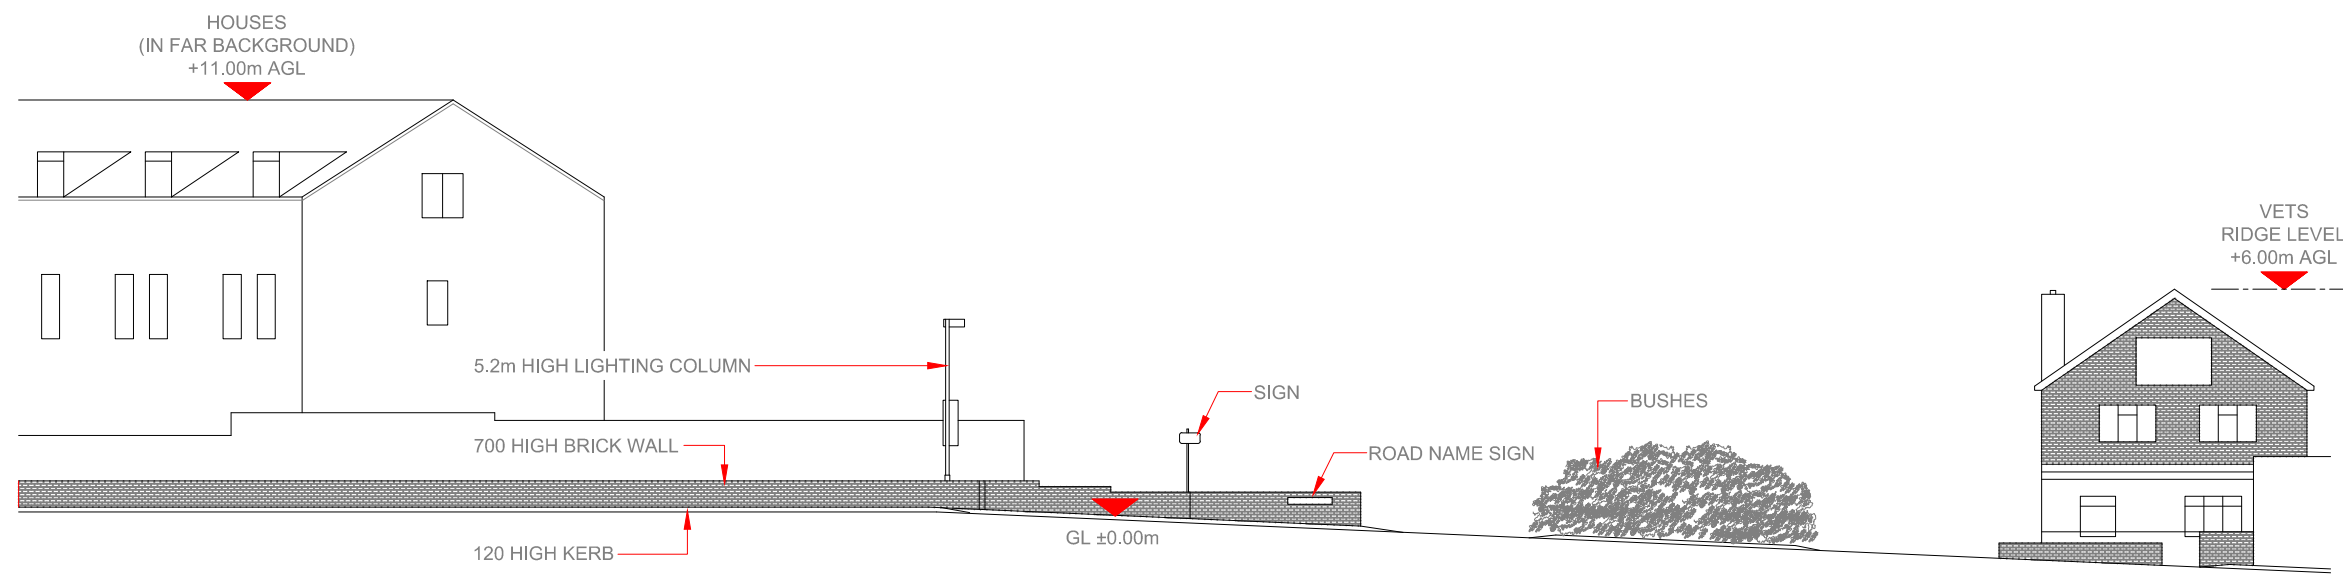 HOUSES
(IN FAR BACKGROUND)
+11.00m AGL
VETS
RIDGE LEVEL
+6.00m AGL
5.2m HIGH LIGHTING COLUMN
SIGN
BUSHES
700 HIGH BRICK WALL
ROAD NAME SIGN
GL ±0.00m
120 HIGH KERB